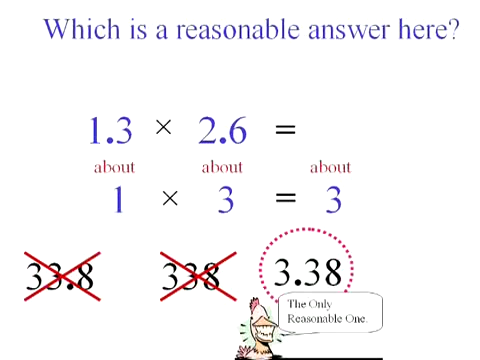 Which is a reasonable answer here?
1.3 × 2.6 =
about about about
1 × 3 = 3
33.8 338 3.38
The Only
Reasonable One.